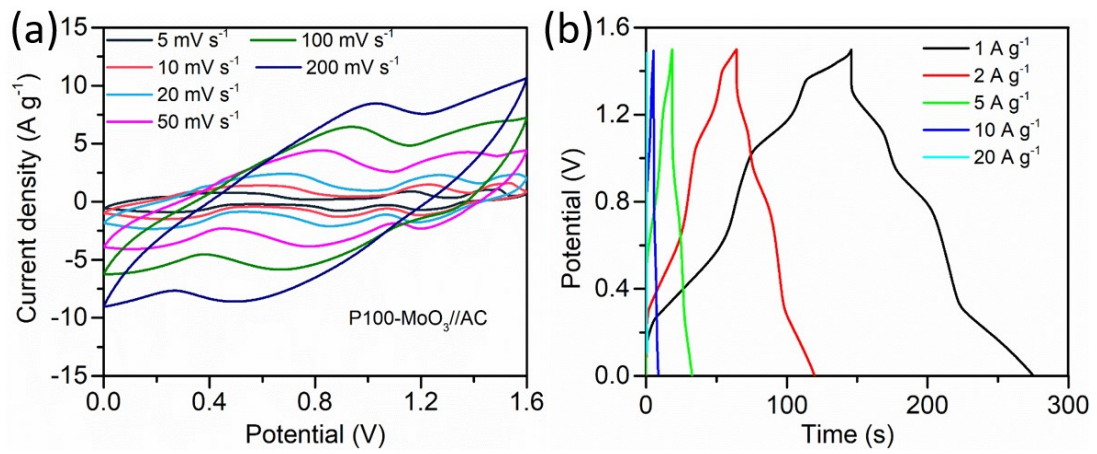 (a)
15
10
5
0
-5
-10
-15
Current density (A g⁻¹)
5 mV s⁻¹
100 mV s⁻¹
10 mV s⁻¹
200 mV s⁻¹
20 mV s⁻¹
50 mV s⁻¹
P100-MoO₃//AC
0.0 0.4 0.8 1.2 1.6
Potential (V)
(b)
1.6
1.2
0.8
0.4
0.0
Potential (V)
1 A g⁻¹
2 A g⁻¹
5 A g⁻¹
10 A g⁻¹
20 A g⁻¹
0 100 200 300
Time (s)